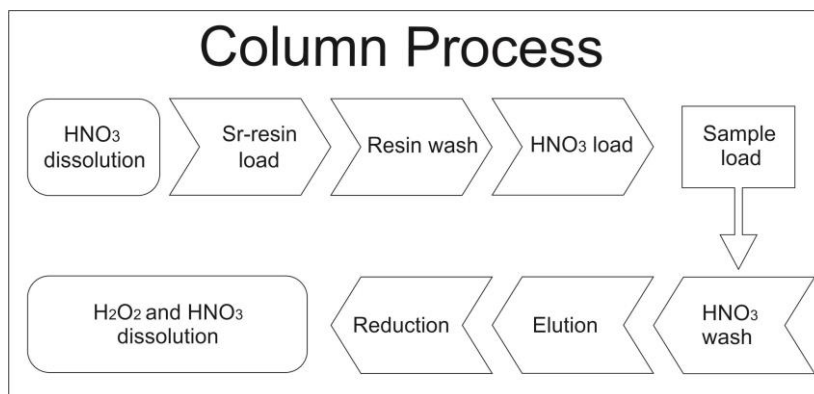 Column Process
HNO3
dissolution
Sr-resin
load
Resin wash
HNO3 load
Sample
load
H2O2 and HNO3
dissolution
Reduction
Elution
HNO3
wash